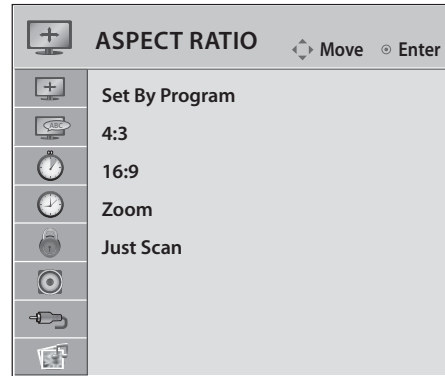 ASPECT RATIO Move Enter
Set By Program
ABC
4:3
16:9
Zoom
Just Scan